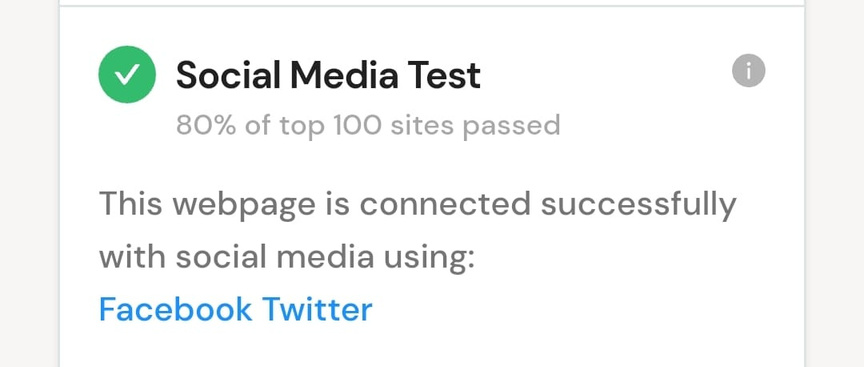 Social Media Test
80% of top 100 sites passed
This webpage is connected successfully
with social media using:
Facebook Twitter